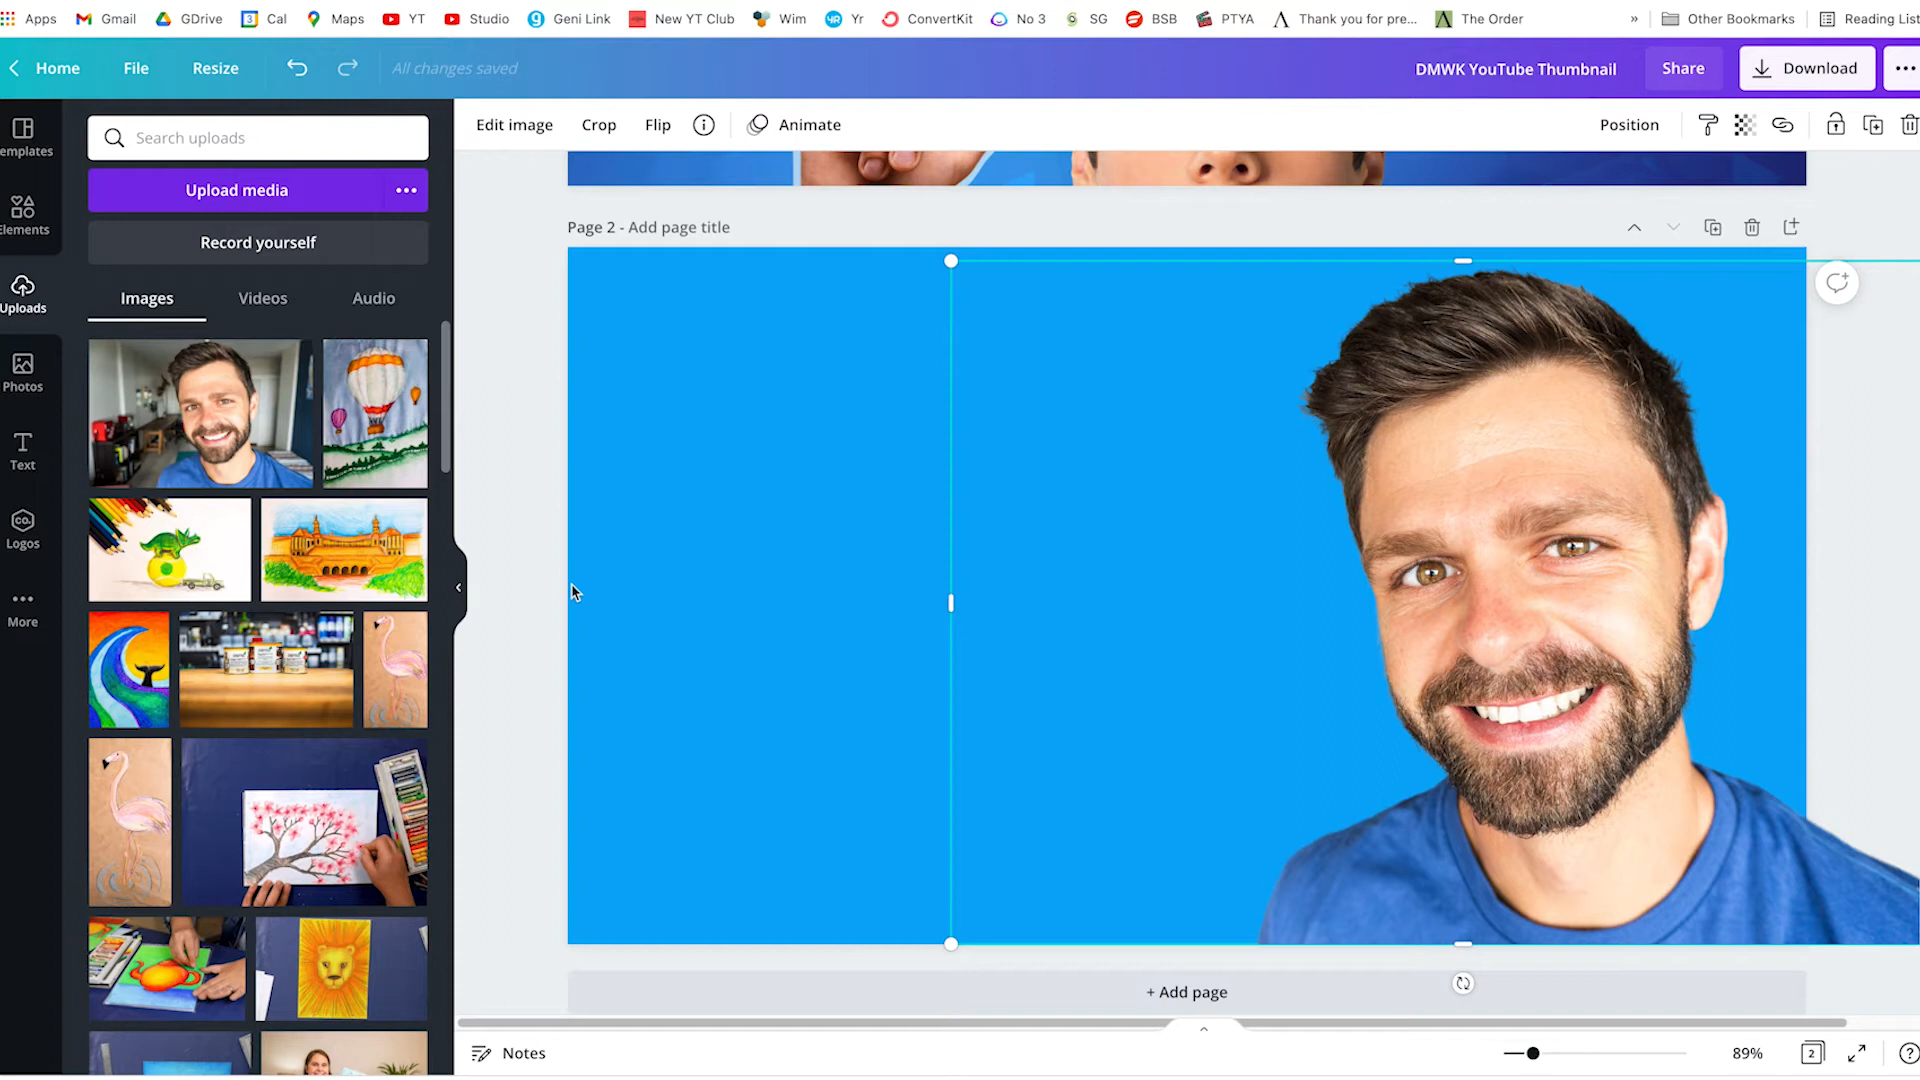 Apps Gmail GDrive Cal Maps YT Studio Geni Link New YT Club Wim Yr ConvertKit No 3 SG BSB PTYA Thank you for pre... The Order » Other Bookmarks Reading List
Home File Resize All changes saved DMWK YouTube Thumbnail Share Download
Search uploads
Edit image Crop Flip Animate Position
emplates
Upload media
Elements
Record yourself
Page 2 - Add page title
Images Videos Audio
Uploads
Photos
Text
CO.
Logos
More
+ Add page
Notes 89% 2